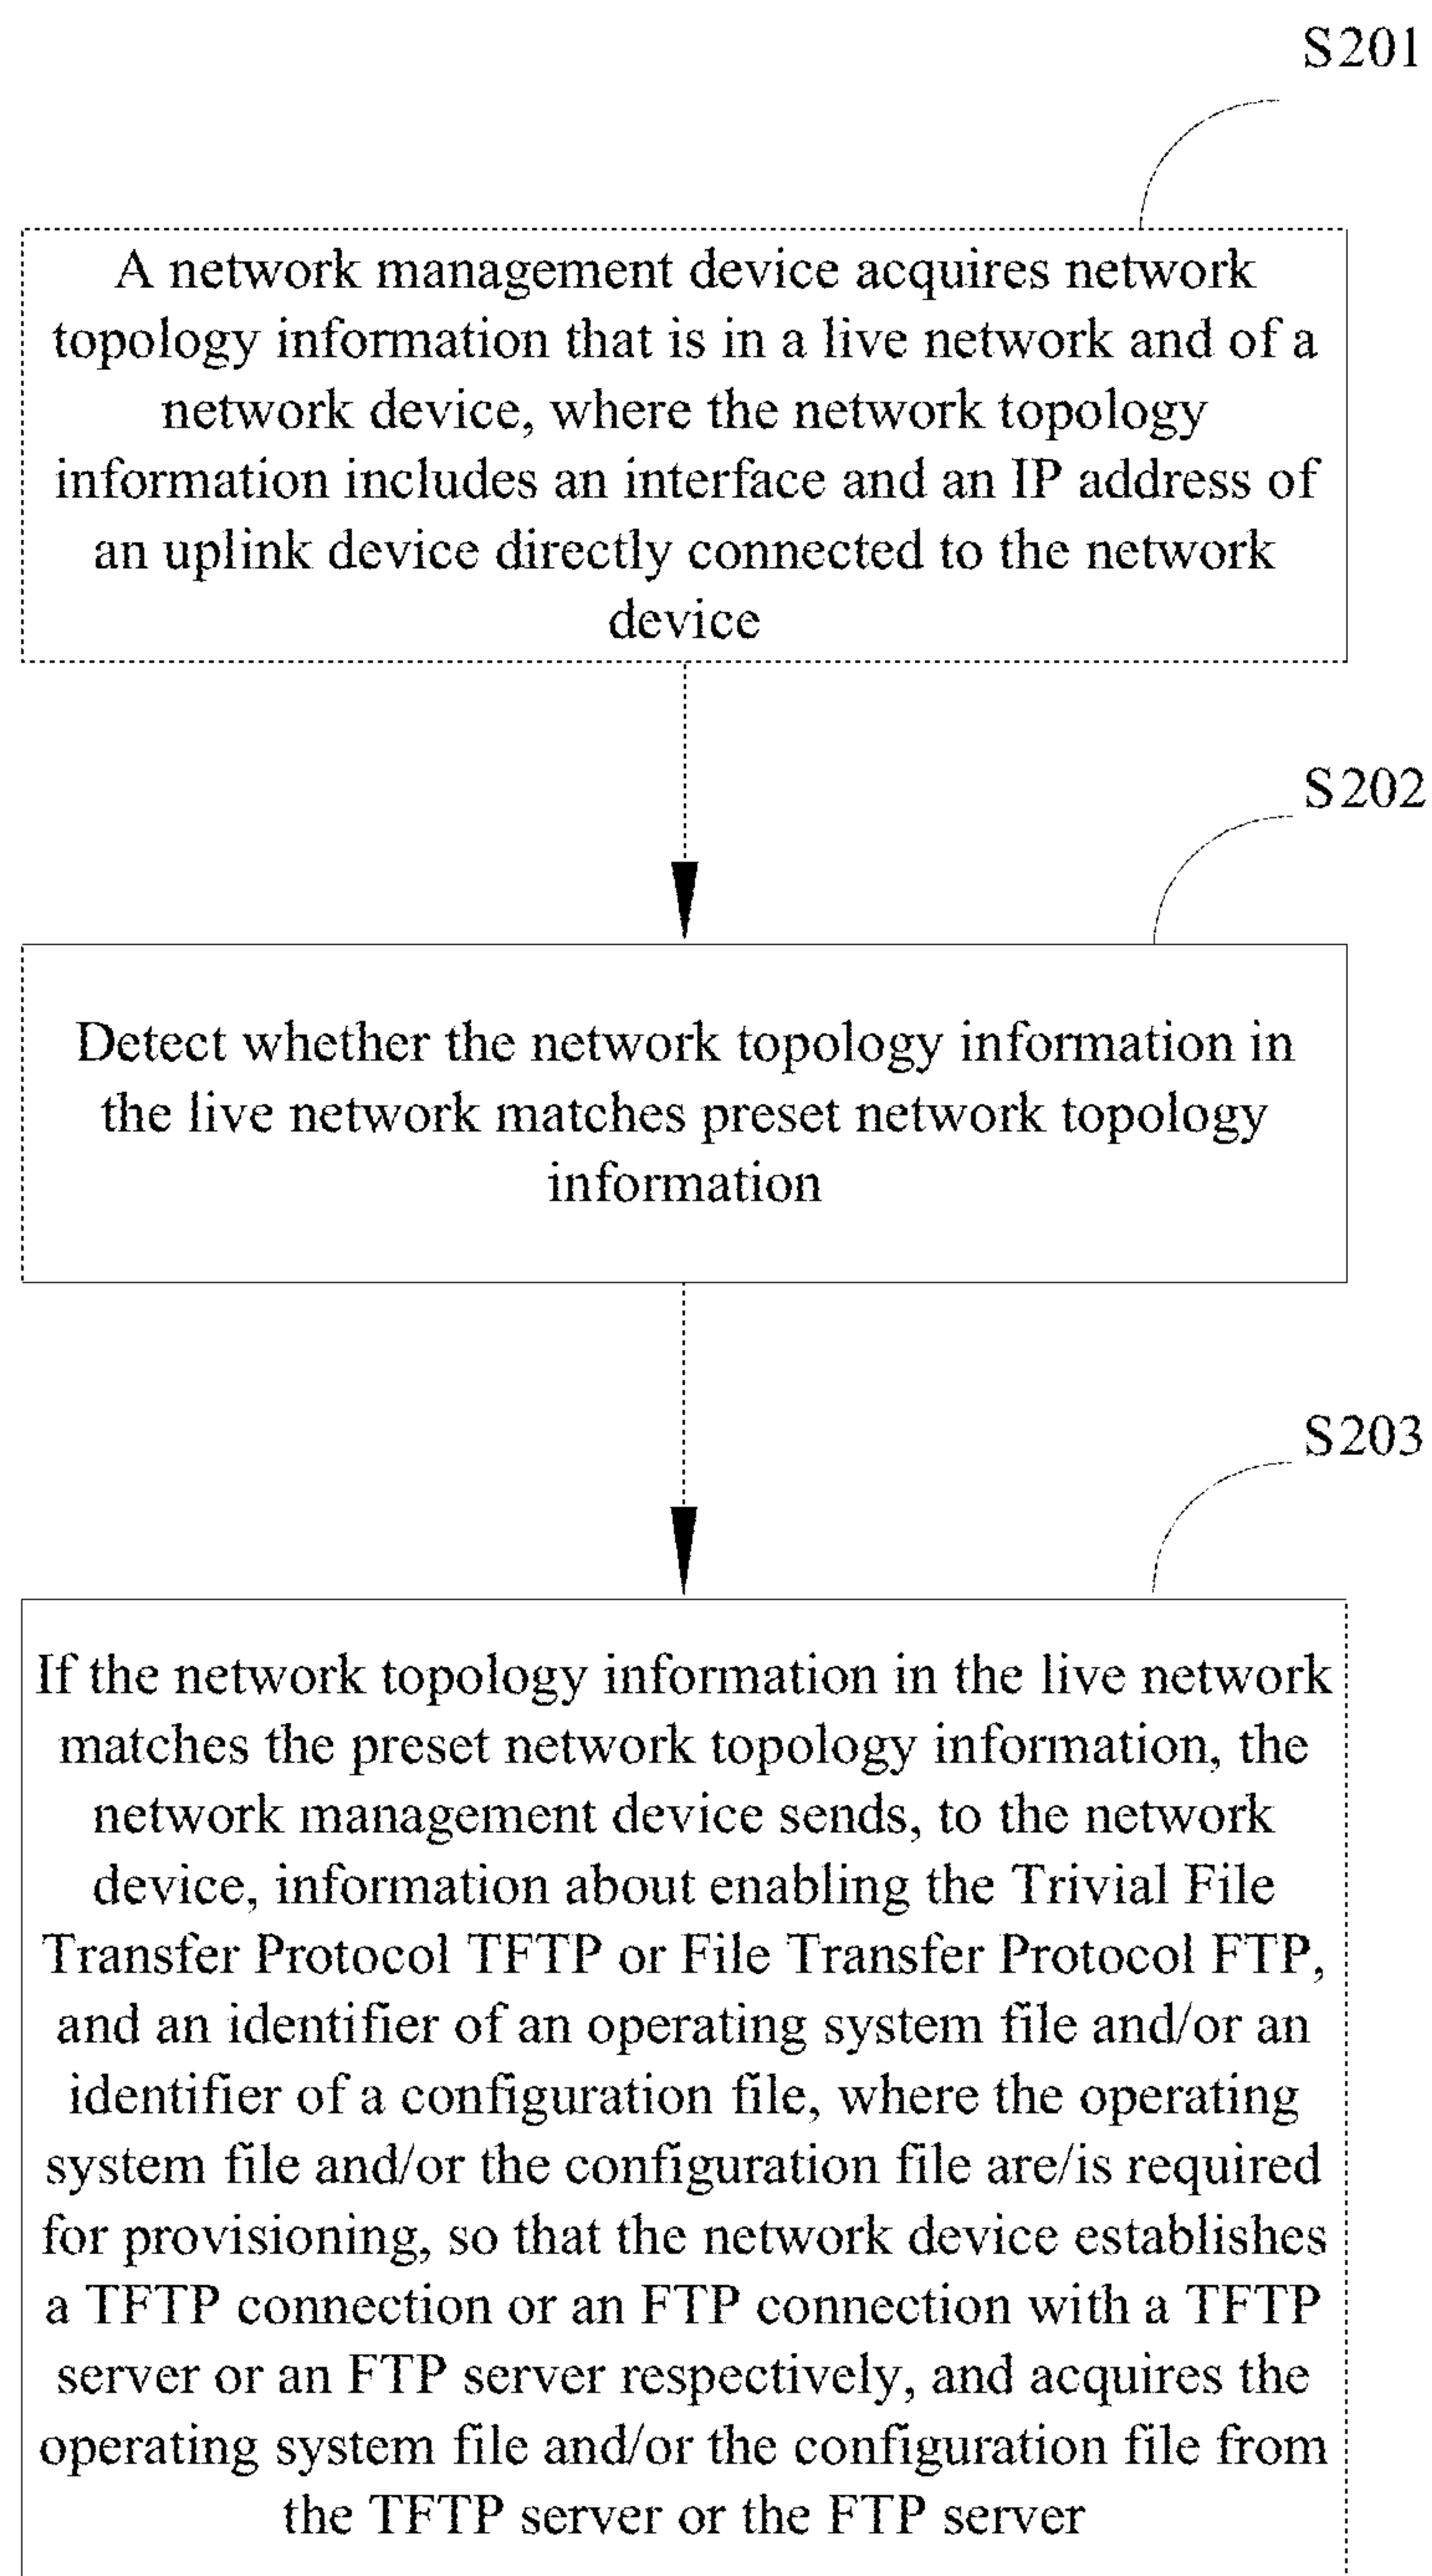 S201
A network management device acquires network
topology information that is in a live network and of a
network device, where the network topology
information includes an interface and an IP address of
an uplink device directly connected to the network
device
S202
Detect whether the network topology information in
the live network matches preset network topology
information
S203
If the network topology information in the live network
matches the preset network topology information, the
network management device sends, to the network
device, information about enabling the Trivial File
Transfer Protocol TFTP or File Transfer Protocol FTP,
and an identifier of an operating system file and/or an
identifier of a configuration file, where the operating
system file and/or the configuration file are/is required
for provisioning, so that the network device establishes
a TFTP connection or an FTP connection with a TFTP
server or an FTP server respectively, and acquires the
operating system file and/or the configuration file from
the TFTP server or the FTP server